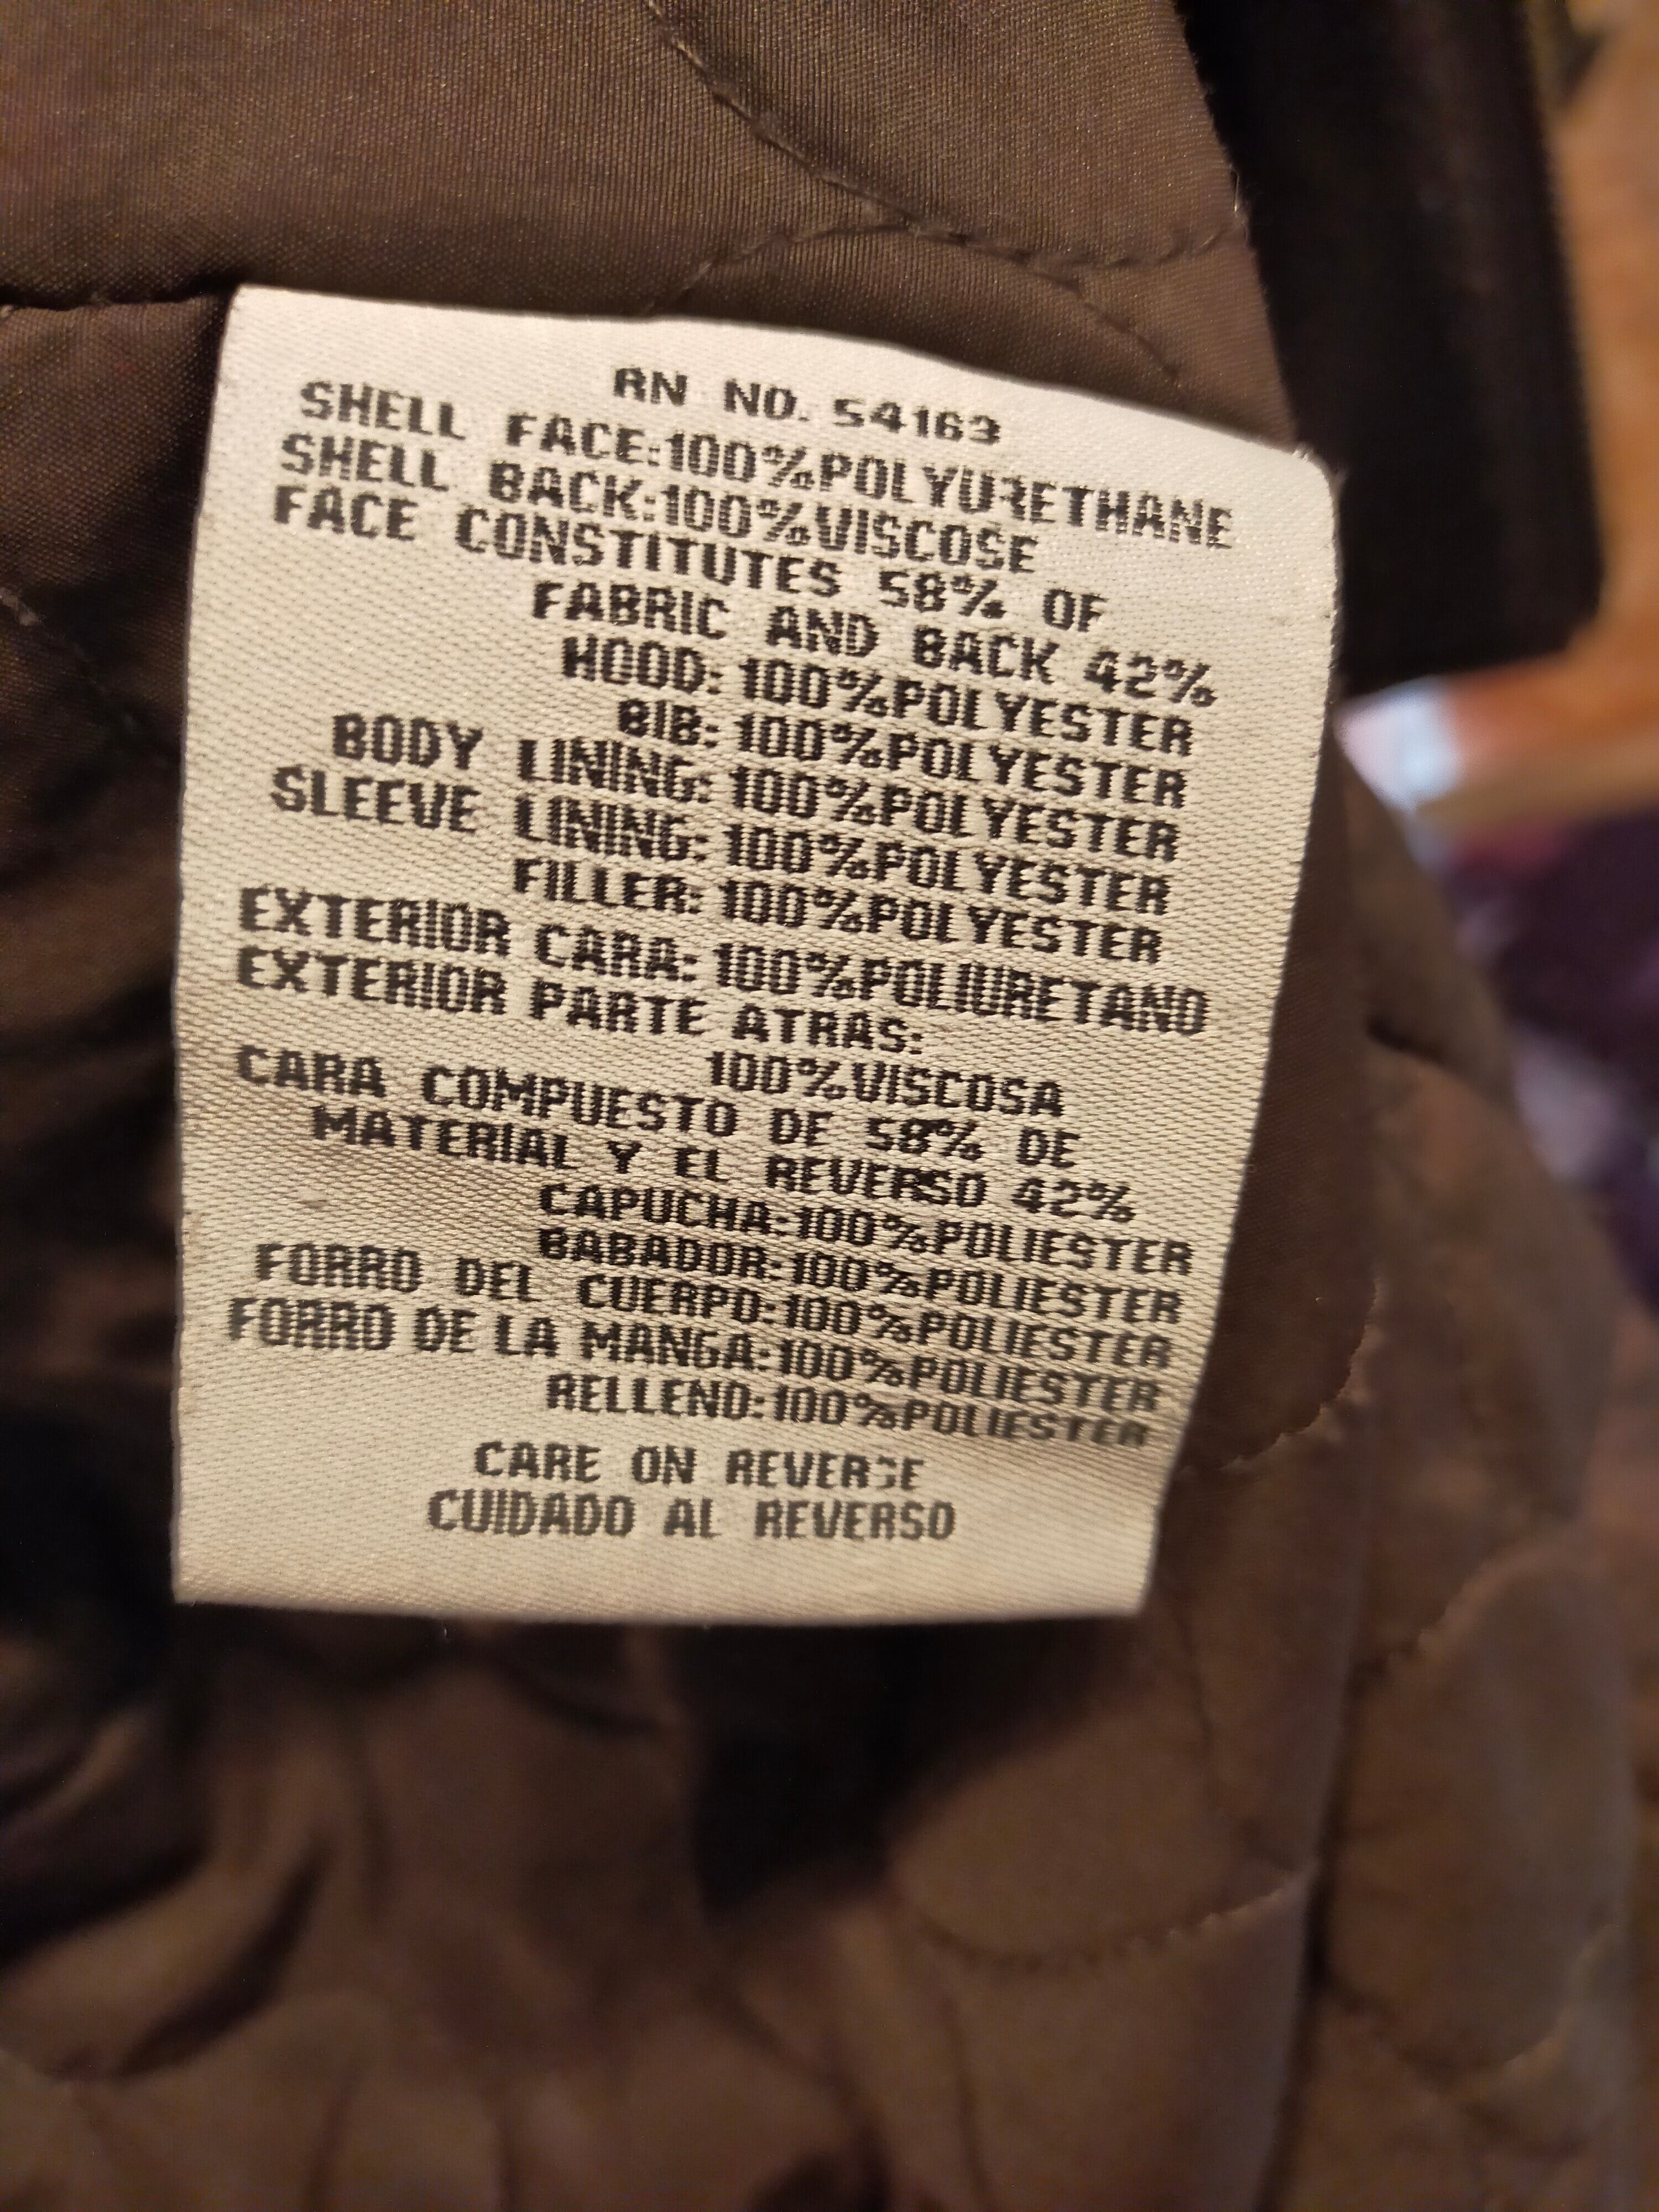 RN NO. 54163
SHELL FACE:100%POLYURETHANE
SHELL BACK:100%VISCOSE
FACE CONSTITUTES 58% OF
FABRIC AND BACK 42%
HOOD:100%POLYESTER
BIB:100%POLYESTER
BODY LINING:100%POLYESTER
SLEEVE LINING:100%POLYESTER
FILLER:100%POLYESTER
EXTERIOR CARA:100%POLIURETANO
EXTERIOR PARTE ATRAS:
100%VISCOSA
CARA COMPUESTO DE 58% DE
MATERIAL Y EL REVERSO 42%
CAPUCHA:100%POLIESTER
BABADOR:100%POLIESTER
FORRO DEL CUERPO:100%POLIESTER
FORRO DE LA MANGA:100%POLIESTER
RELLENO:100%POLIESTER
CARE ON REVERSE
CUIDADO AL REVERSO